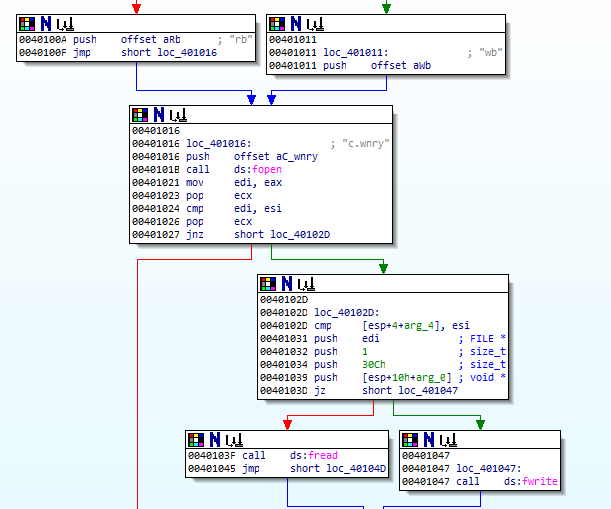 0040100A push    offset aRb      ; "rb"
0040100F jmp     short loc_401016
00401011
00401011 loc_401011:             ; "wb"
00401011 push    offset aWb
00401016
00401016 loc_401016:             ; "c.wnry"
00401016 push    offset aC_wnry
0040101B call    ds:fopen
00401021 mov     edi, eax
00401023 pop     ecx
00401024 cmp     edi, esi
00401026 pop     ecx
00401027 jnz     short loc_40102D
0040102D
0040102D loc_40102D:
0040102D cmp     [esp+4+arg_4], esi
00401031 push    edi             ; FILE *
00401032 push    1               ; size_t
00401034 push    30Ch            ; size_t
00401039 push    [esp+10h+arg_0] ; void *
0040103D jz      short loc_401047
0040103F call    ds:fread
00401045 jmp     short loc_40104D
00401047
00401047 loc_401047:
00401047 call    ds:fwrite